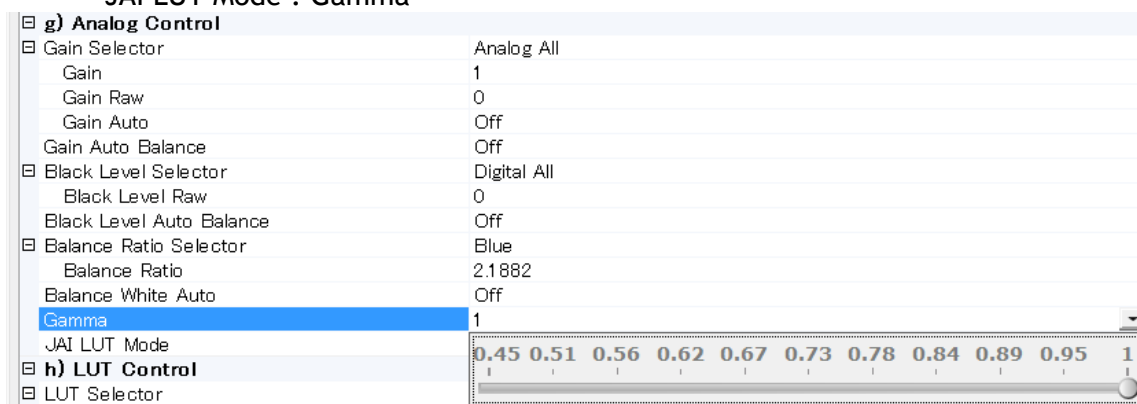 JAI LUT Mode : Gamma
g) Analog Control
Gain Selector Analog All
Gain 1
Gain Raw 0
Gain Auto Off
Gain Auto Balance Off
Black Level Selector Digital All
Black Level Raw 0
Black Level Auto Balance Off
Balance Ratio Selector Blue
Balance Ratio 2.1882
Balance White Auto Off
Gamma 1
JAI LUT Mode
0.45 0.51 0.56 0.62 0.67 0.73 0.78 0.84 0.89 0.95 1
h) LUT Control
LUT Selector